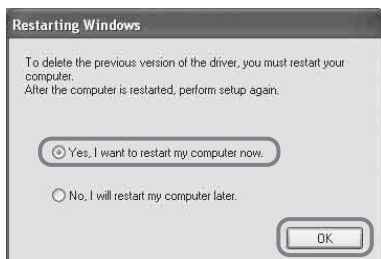 Restarting Windows
To delete the previous version of the driver, you must restart your
computer.
After the computer is restarted, perform setup again.
Yes, I want to restart my computer now.
No, I will restart my computer later.
OK